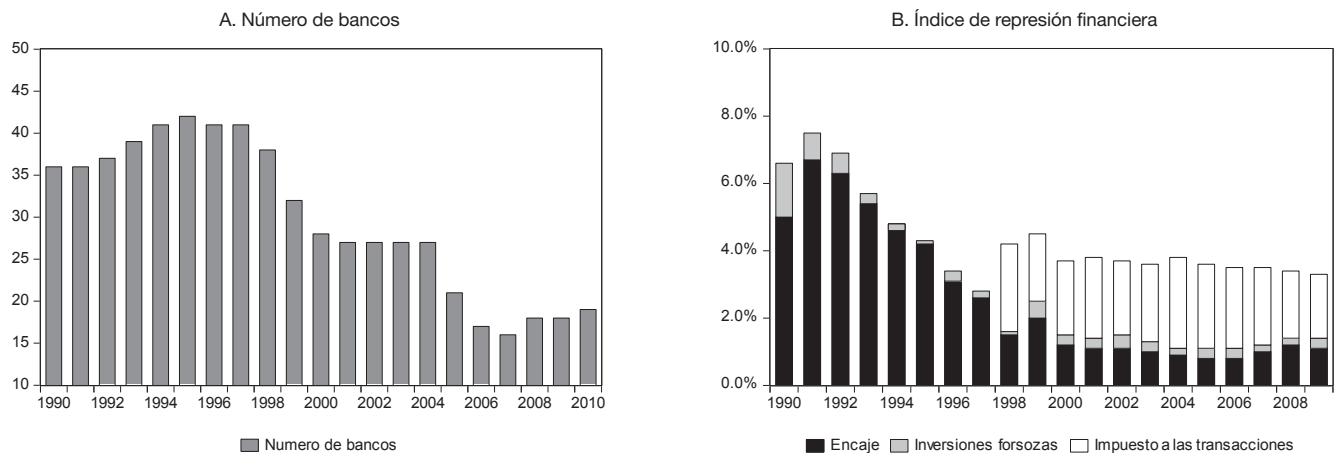 A. Número de bancos
50
45
40
35
30
25
20
15
10
1990 1992 1994 1996 1998 2000 2002 2004 2006 2008 2010
Numero de bancos
B. Índice de represión financiera
10.0%
8.0%
6.0%
4.0%
2.0%
0.0%
1990 1992 1994 1996 1998 2000 2002 2004 2006 2008
Encaje Inversiones forsozas Impuesto a las transacciones